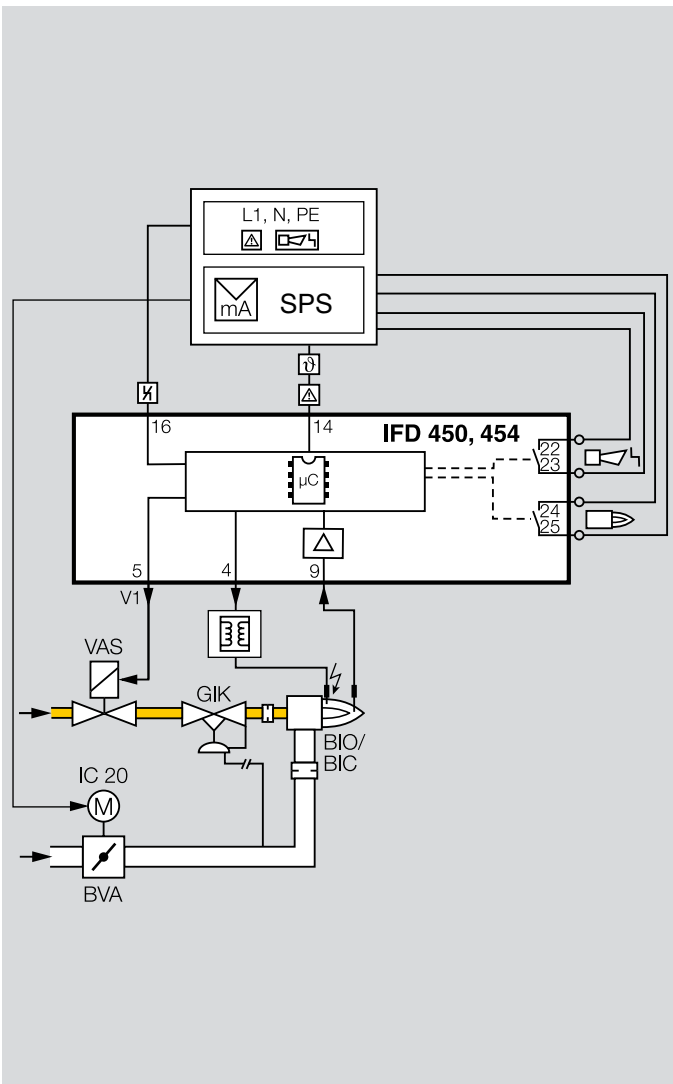 L1, N, PE
mA
SPS
ϑ
16
14
IFD 450, 454
µC
22
23
24
25
5
4
9
V1
VAS
GIK
BIO/
BIC
IC 20
M
BVA